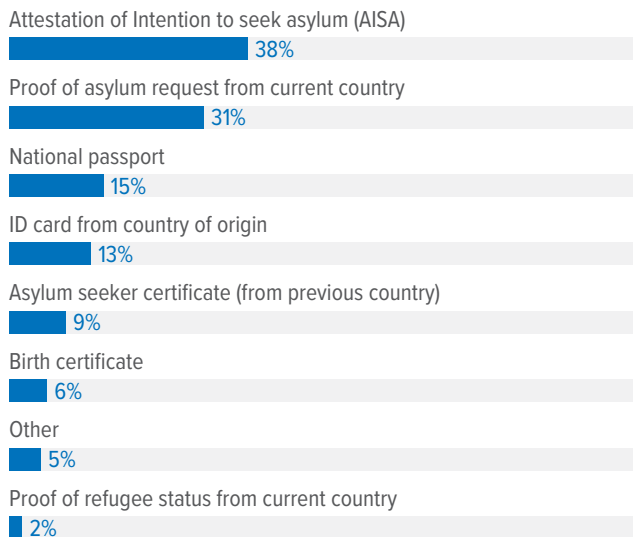 Attestation of Intention to seek asylum (AISA)
38%
Proof of asylum request from current country
31%
National passport
15%
ID card from country of origin
13%
Asylum seeker certificate (from previous country)
9%
Birth certificate
6%
Other
5%
Proof of refugee status from current country
2%